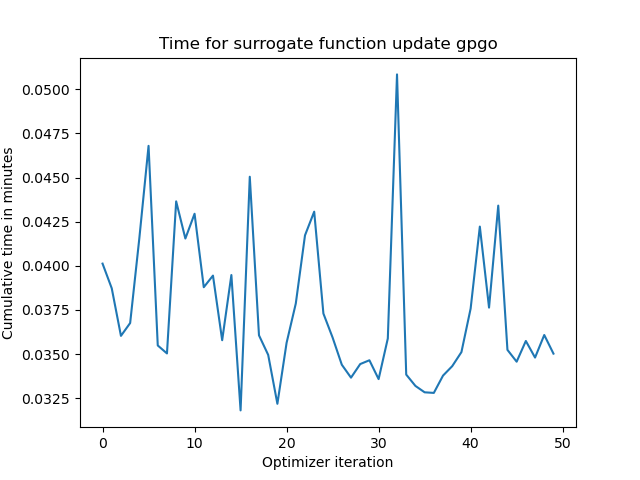 Time for surrogate function update gpgo
Cumulative time in minutes
0.0500
0.0475
0.0450
0.0425
0.0400
0.0375
0.0350
0.0325
0 10 20 30 40 50
Optimizer iteration